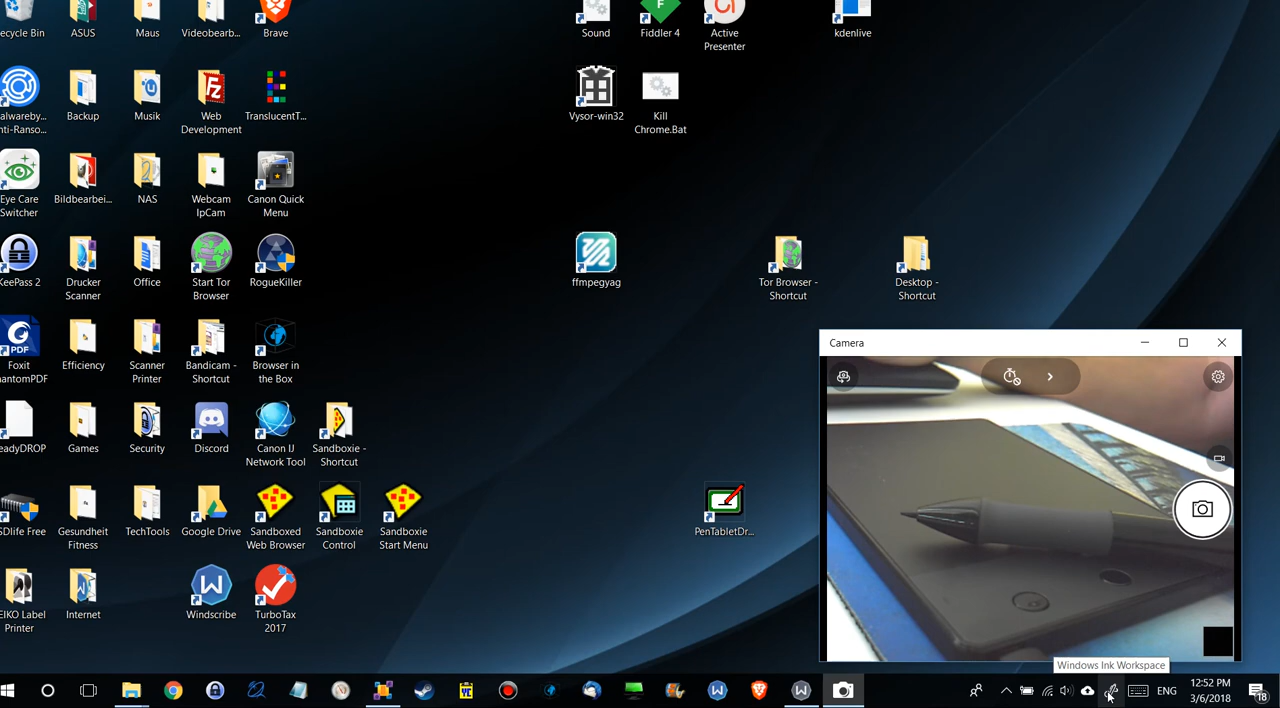 ecycle Bin
ASUS
Maus
Videobearb...
Brave
Sound
Fiddler 4
Active
Presenter
kdenlive
alwareby...
nti-Ranso...
Backup
Musik
Web
Development
TranslucentT...
Vysor-win32
Kill
Chrome.Bat
Eye Care
Switcher
Bildbearbei...
NAS
Webcam
IpCam
Canon Quick
Menu
KeePass 2
Drucker
Scanner
Office
Start Tor
Browser
RogueKiller
ffmpegyag
Tor Browser -
Shortcut
Desktop -
Shortcut
PDF
Foxit
hantomPDF
Efficiency
Scanner
Printer
Bandicam -
Shortcut
Browser in
the Box
Camera
eadyDROP
Games
Security
Discord
Canon IJ
Network Tool
Sandboxie -
Shortcut
SDlife Free
Gesundheit
Fitness
TechTools
Google Drive
Sandboxed
Web Browser
Sandboxie
Control
Sandboxie
Start Menu
PenTabletDr...
EIKO Label
Printer
Internet
Windscribe
TurboTax
2017
Windows Ink Workspace
ENG
12:52 PM
3/6/2018
18